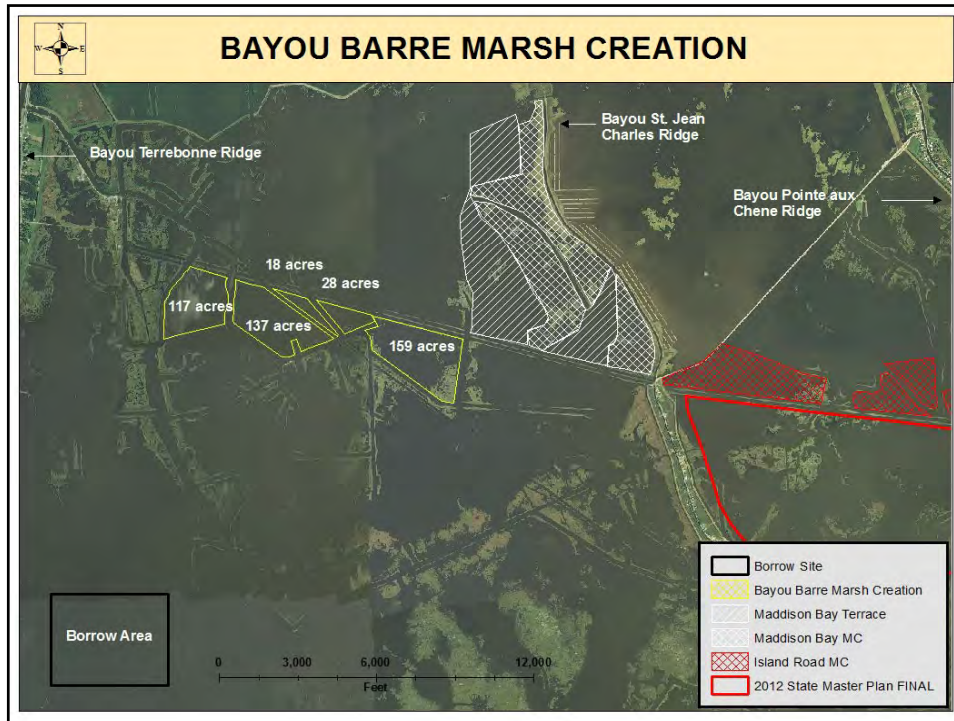 N
W E
S
BAYOU BARRE MARSH CREATION
Bayou St. Jean
Charles Ridge
Bayou Terrebonne Ridge
Bayou Pointe aux
Chene Ridge
18 acres
28 acres
117 acres
137 acres
159 acres
Borrow Area
0 3,000 6,000 12,000
Feet
Borrow Site
Bayou Barre Marsh Creation
Maddison Bay Terrace
Maddison Bay MC
Island Road MC
2012 State Master Plan FINAL